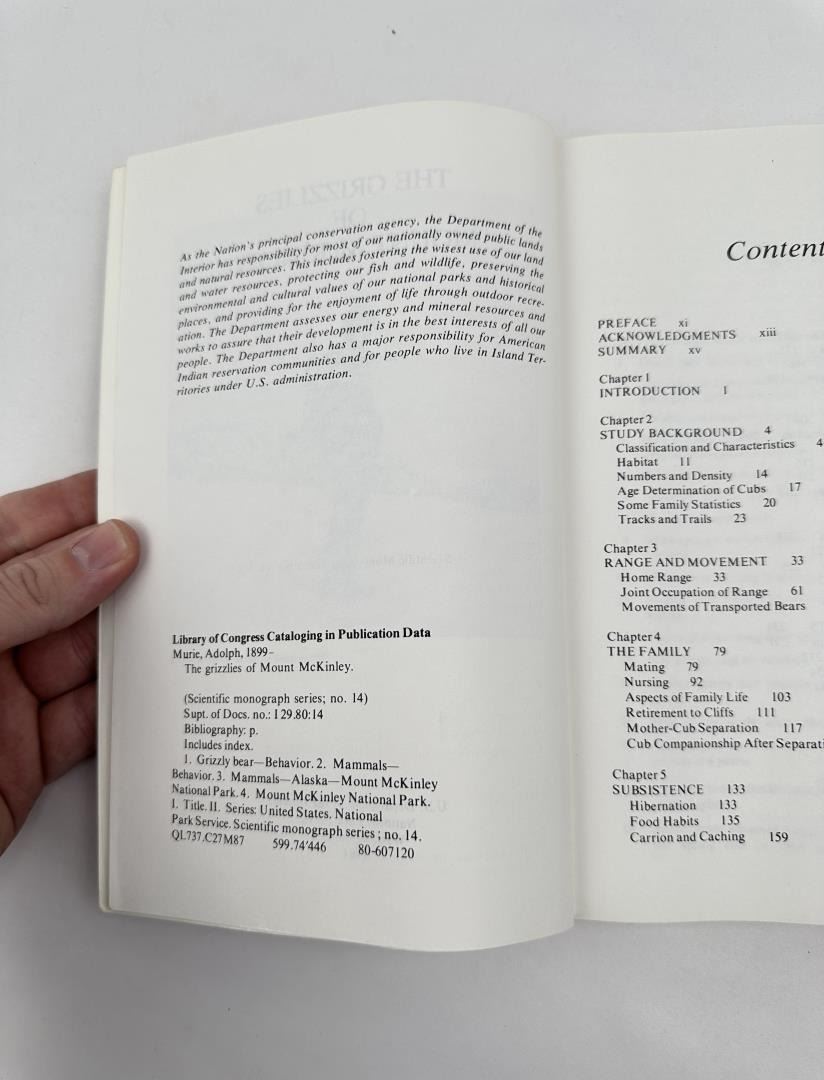 As the Nation's principal conservation agency, the Department of the
Interior has responsibility for most of our nationally owned public lands
and natural resources. This includes fostering the wisest use of our land
and water resources, protecting our fish and wildlife, preserving the
environmental and cultural values of our national parks and historical
places, and providing for the enjoyment of life through outdoor recre-
ation. The Department assesses our energy and mineral resources and
works to assure that their development is in the best interests of all our
people. The Department also has a major responsibility for American
Indian reservation communities and for people who live in Island Ter-
ritories under U.S. administration.
Library of Congress Cataloging in Publication Data
Murie, Adolph, 1899–
The grizzlies of Mount McKinley.
(Scientific monograph series; no. 14)
Supt. of Docs. no.: I 29.80:14
Bibliography: p.
Includes index.
1. Grizzly bear—Behavior. 2. Mammals—
Behavior. 3. Mammals—Alaska—Mount McKinley
National Park. 4. Mount McKinley National Park.
I. Title. II. Series: United States. National
Park Service. Scientific monograph series ; no. 14.
QL737.C27M87 599.74'446 80-607120
Content
PREFACE xi
ACKNOWLEDGMENTS xiii
SUMMARY xv
Chapter 1
INTRODUCTION 1
Chapter 2
STUDY BACKGROUND 4
Classification and Characteristics 4
Habitat 11
Numbers and Density 14
Age Determination of Cubs 17
Some Family Statistics 20
Tracks and Trails 23
Chapter 3
RANGE AND MOVEMENT 33
Home Range 33
Joint Occupation of Range 61
Movements of Transported Bears
Chapter 4
THE FAMILY 79
Mating 79
Nursing 92
Aspects of Family Life 103
Retirement to Cliffs 111
Mother-Cub Separation 117
Cub Companionship After Separati
Chapter 5
SUBSISTENCE 133
Hibernation 133
Food Habits 135
Carrion and Caching 159